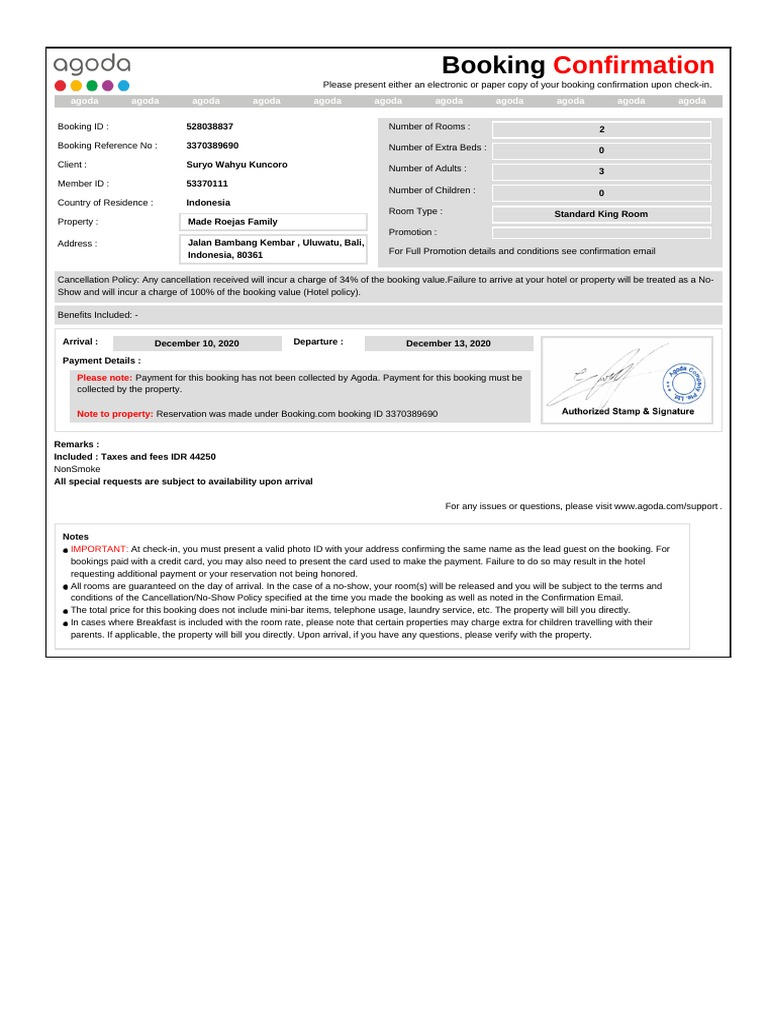 agoda
Booking Confirmation
Please present either an electronic or paper copy of your booking confirmation upon check-in.
agoda agoda agoda agoda agoda agoda agoda agoda agoda agoda agoda
Booking ID : 528038837
Booking Reference No : 3370389690
Client : Suryo Wahyu Kuncoro
Member ID : 53370111
Country of Residence : Indonesia
Property : Made Roejas Family
Address : Jalan Bambang Kembar , Uluwatu, Bali,
Indonesia, 80361
Number of Rooms : 2
Number of Extra Beds : 0
Number of Adults : 3
Number of Children : 0
Room Type : Standard King Room
Promotion :
For Full Promotion details and conditions see confirmation email
Cancellation Policy: Any cancellation received will incur a charge of 34% of the booking value.Failure to arrive at your hotel or property will be treated as a No-
Show and will incur a charge of 100% of the booking value (Hotel policy).
Benefits Included: -
Arrival : December 10, 2020 Departure : December 13, 2020
Payment Details :
Please note: Payment for this booking has not been collected by Agoda. Payment for this booking must be
collected by the property.
Note to property: Reservation was made under Booking.com booking ID 3370389690
Agoda Company Pte. Ltd.
Authorized Stamp & Signature
Remarks :
Included : Taxes and fees IDR 44250
NonSmoke
All special requests are subject to availability upon arrival
For any issues or questions, please visit www.agoda.com/support .
Notes
● IMPORTANT: At check-in, you must present a valid photo ID with your address confirming the same name as the lead guest on the booking. For
bookings paid with a credit card, you may also need to present the card used to make the payment. Failure to do so may result in the hotel
requesting additional payment or your reservation not being honored.
● All rooms are guaranteed on the day of arrival. In the case of a no-show, your room(s) will be released and you will be subject to the terms and
conditions of the Cancellation/No-Show Policy specified at the time you made the booking as well as noted in the Confirmation Email.
● The total price for this booking does not include mini-bar items, telephone usage, laundry service, etc. The property will bill you directly.
● In cases where Breakfast is included with the room rate, please note that certain properties may charge extra for children travelling with their
parents. If applicable, the property will bill you directly. Upon arrival, if you have any questions, please verify with the property.